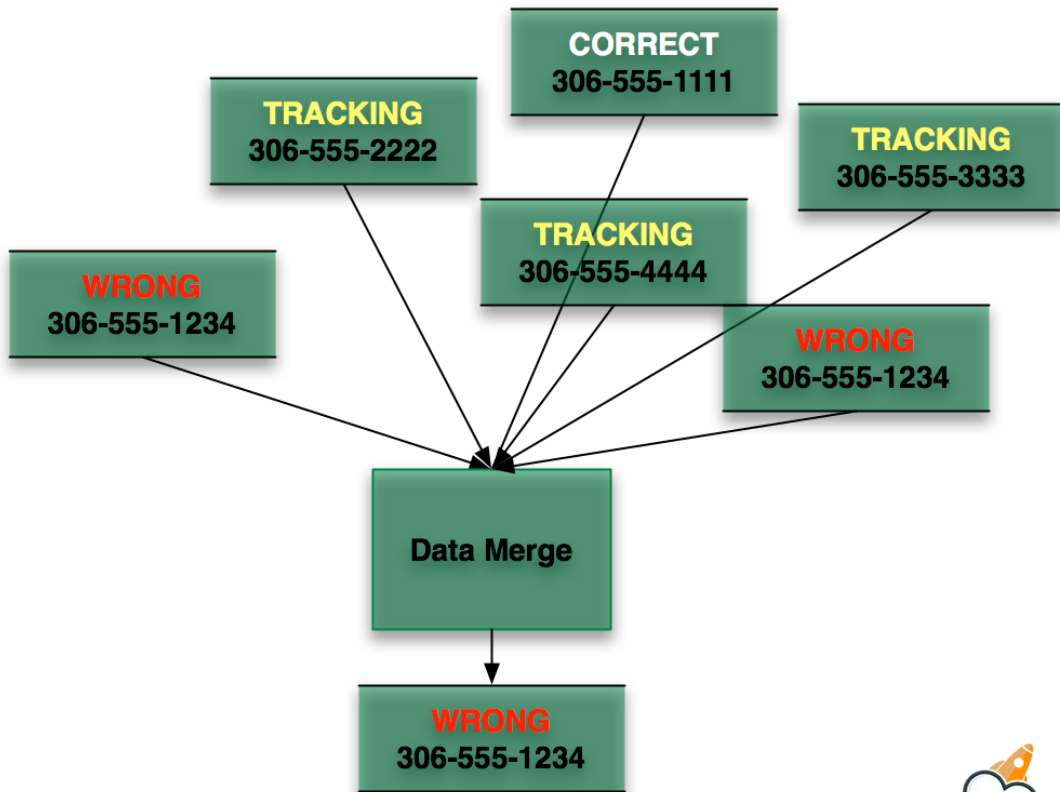 CORRECT
306-555-1111
TRACKING
306-555-2222
TRACKING
306-555-3333
TRACKING
306-555-4444
WRONG
306-555-1234
WRONG
306-555-1234
Data Merge
WRONG
306-555-1234